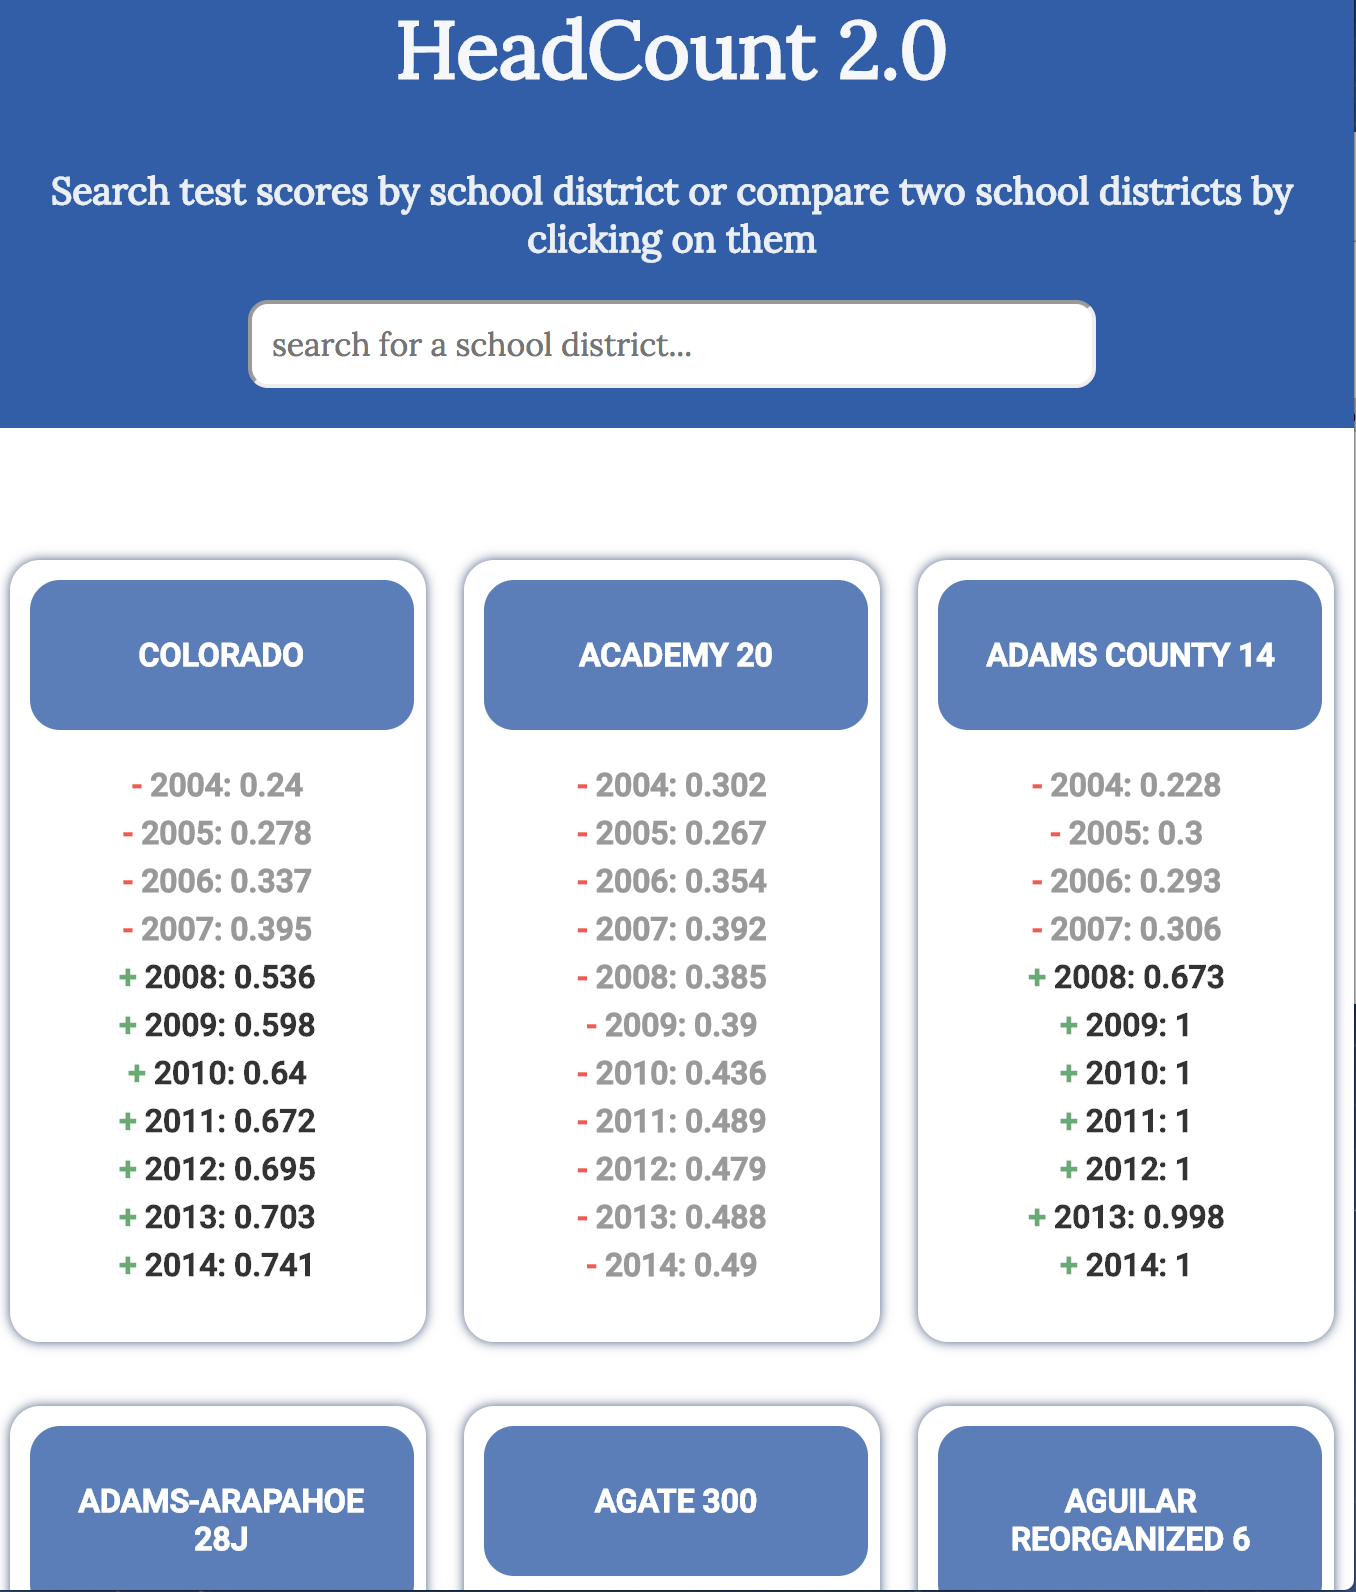 HeadCount 2.0
Search test scores by school district or compare two school districts by
clicking on them
search for a school district...
COLORADO
- 2004: 0.24
- 2005: 0.278
- 2006: 0.337
- 2007: 0.395
+ 2008: 0.536
+ 2009: 0.598
+ 2010: 0.64
+ 2011: 0.672
+ 2012: 0.695
+ 2013: 0.703
+ 2014: 0.741
ACADEMY 20
- 2004: 0.302
- 2005: 0.267
- 2006: 0.354
- 2007: 0.392
- 2008: 0.385
- 2009: 0.39
- 2010: 0.436
- 2011: 0.489
- 2012: 0.479
- 2013: 0.488
- 2014: 0.49
ADAMS COUNTY 14
- 2004: 0.228
- 2005: 0.3
- 2006: 0.293
- 2007: 0.306
+ 2008: 0.673
+ 2009: 1
+ 2010: 1
+ 2011: 1
+ 2012: 1
+ 2013: 0.998
+ 2014: 1
ADAMS-ARAPAHOE
28J
AGATE 300
AGUILAR
REORGANIZED 6